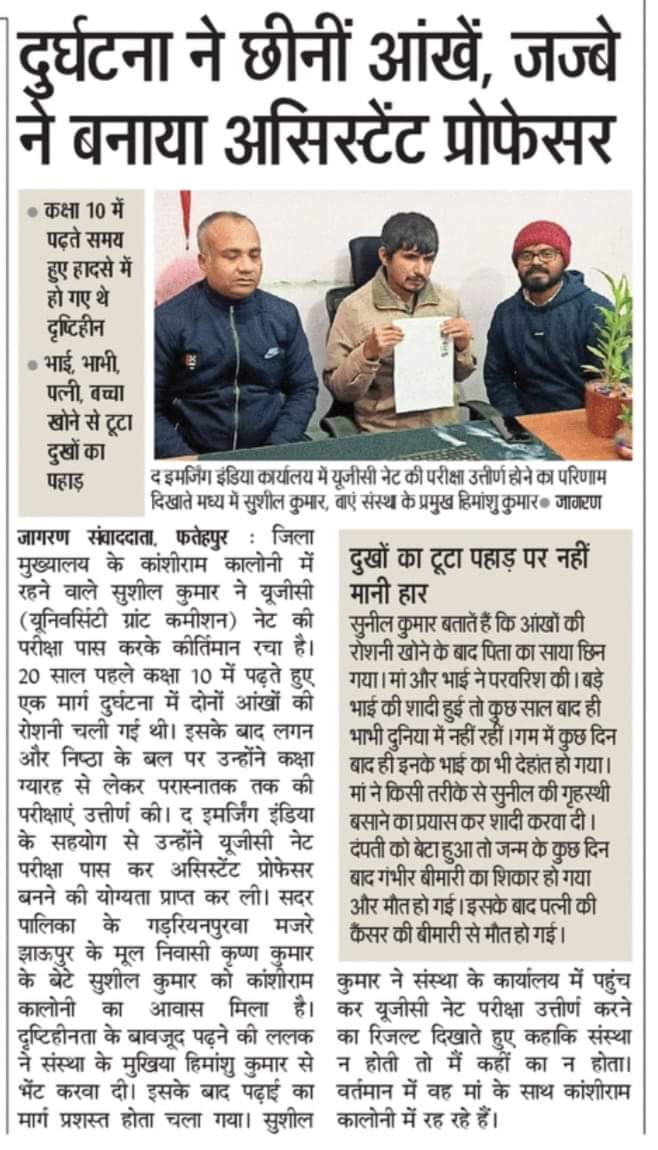 दुर्घटना ने छीनीं आंखें, जज्बे
ने बनाया असिस्टेंट प्रोफेसर
● कक्षा 10 में
पढ़ते समय
हुए हादसे में
हो गए थे
दृष्टिहीन
● भाई, भाभी,
पत्नी, बच्चा
खोने से टूटा
दुखों का
पहाड़
द इमर्जिंग इंडिया कार्यालय में यूजीसी नेट की परीक्षा उत्तीर्ण होने का परिणाम
दिखाते मध्य में सुशील कुमार, बाएं संस्था के प्रमुख हिमांशु कुमार● जागरण
जागरण संवाददाता, फतेहपुर : जिला
मुख्यालय के कांशीराम कालोनी में
रहने वाले सुशील कुमार ने यूजीसी
(यूनिवर्सिटी ग्रांट कमीशन) नेट की
परीक्षा पास करके कीर्तिमान रचा है।
20 साल पहले कक्षा 10 में पढ़ते हुए
एक मार्ग दुर्घटना में दोनों आंखों की
रोशनी चली गई थी। इसके बाद लगन
और निष्ठा के बल पर उन्होंने कक्षा
ग्यारह से लेकर परास्नातक तक की
परीक्षाएं उत्तीर्ण की। द इमर्जिंग इंडिया
के सहयोग से उन्होंने यूजीसी नेट
परीक्षा पास कर असिस्टेंट प्रोफेसर
बनने की योग्यता प्राप्त कर ली। सदर
पालिका के गड़रियनपुरवा मजरे
झाऊपुर के मूल निवासी कृष्ण कुमार
के बेटे सुशील कुमार को कांशीराम
कालोनी का आवास मिला है।
दृष्टिहीनता के बावजूद पढ़ने की ललक
ने संस्था के मुखिया हिमांशु कुमार से
भेंट करवा दी। इसके बाद पढ़ाई का
मार्ग प्रशस्त होता चला गया। सुशील
दुखों का टूटा पहाड़ पर नहीं
मानी हार
सुनील कुमार बतातें हैं कि आंखों की
रोशनी खोने के बाद पिता का साया छिन
गया। मां और भाई ने परवरिश की। बड़े
भाई की शादी हुई तो कुछ साल बाद ही
भाभी दुनिया में नहीं रहीं। गम में कुछ दिन
बाद ही इनके भाई का भी देहांत हो गया।
मां ने किसी तरीके से सुनील की गृहस्थी
बसाने का प्रयास कर शादी करवा दी।
दंपती को बेटा हुआ तो जन्म के कुछ दिन
बाद गंभीर बीमारी का शिकार हो गया
और मौत हो गई। इसके बाद पत्नी की
कैंसर की बीमारी से मौत हो गई।
कुमार ने संस्था के कार्यालय में पहुंच
कर यूजीसी नेट परीक्षा उत्तीर्ण करने
का रिजल्ट दिखाते हुए कहाकि संस्था
न होती तो मैं कहीं का न होता।
वर्तमान में वह मां के साथ कांशीराम
कालोनी में रह रहे हैं।